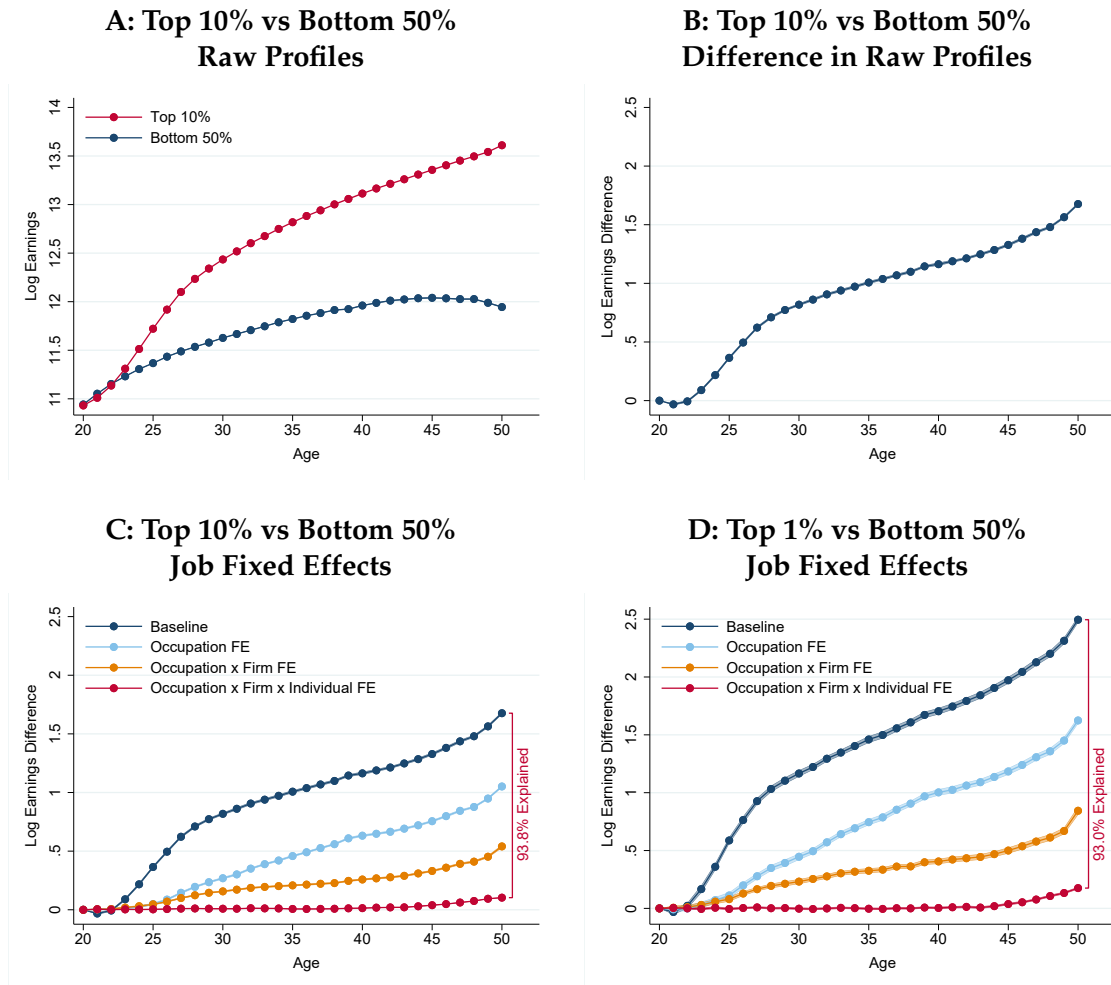 A: Top 10% vs Bottom 50%
Raw Profiles
Log Earnings
14
13.5
13
12.5
12
11.5
11
Top 10%
Bottom 50%
20 25 30 35 40 45 50
Age
B: Top 10% vs Bottom 50%
Difference in Raw Profiles
Log Earnings Difference
2.5
2
1.5
1
.5
0
20 25 30 35 40 45 50
Age
C: Top 10% vs Bottom 50%
Job Fixed Effects
Log Earnings Difference
2.5
2
1.5
1
.5
0
Baseline
Occupation FE
Occupation x Firm FE
Occupation x Firm x Individual FE
93.8% Explained
20 25 30 35 40 45 50
Age
D: Top 1% vs Bottom 50%
Job Fixed Effects
Log Earnings Difference
2.5
2
1.5
1
.5
0
Baseline
Occupation FE
Occupation x Firm FE
Occupation x Firm x Individual FE
93.0% Explained
20 25 30 35 40 45 50
Age